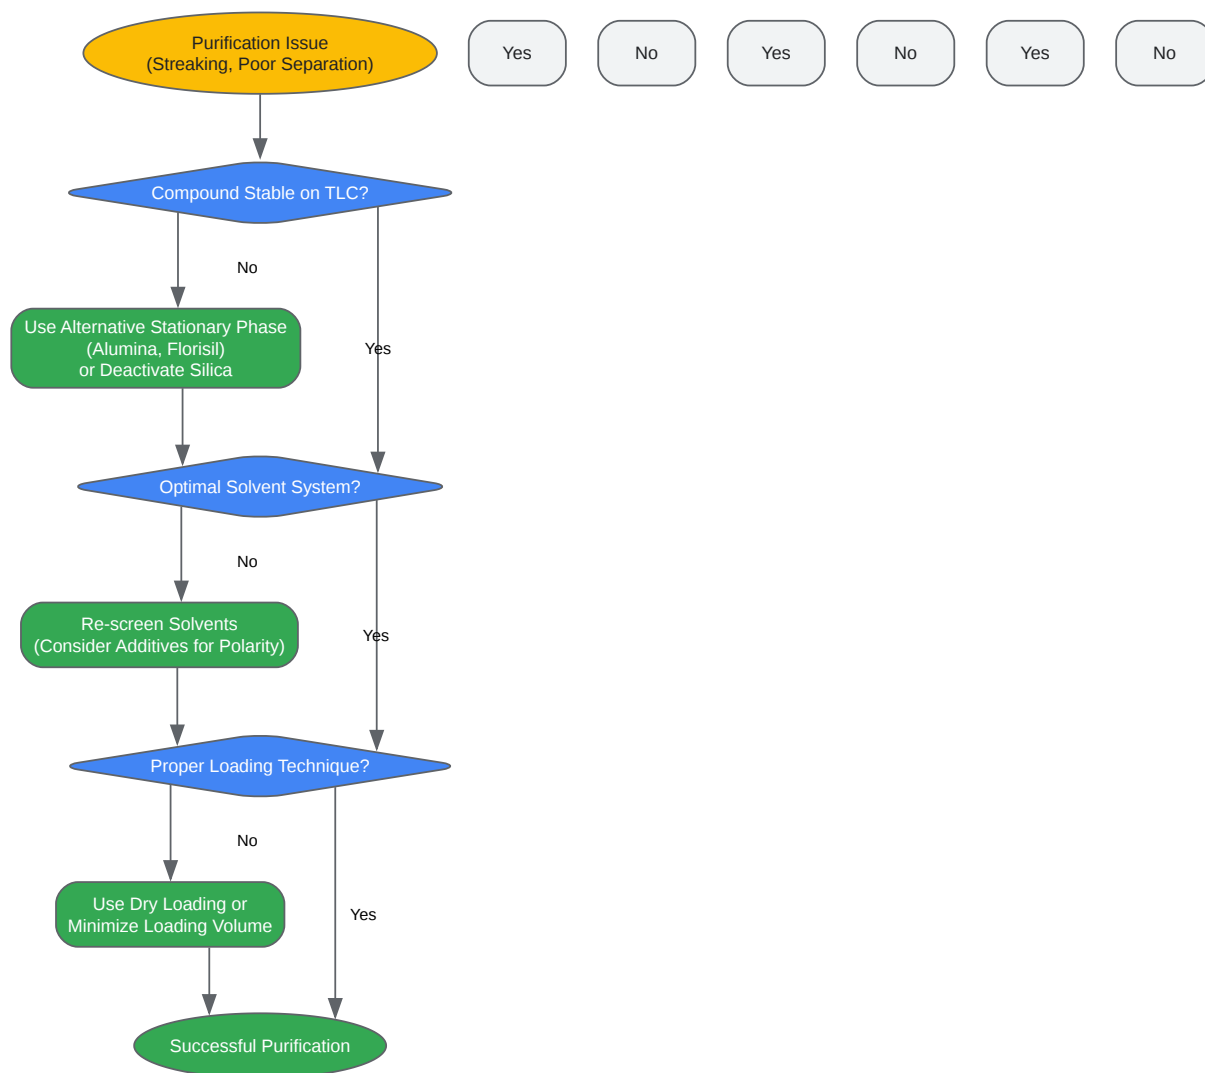 Purification Issue
(Streaking, Poor Separation)
Yes
No
Yes
No
Yes
No
Compound Stable on TLC?
No
Use Alternative Stationary Phase
(Alumina, Florisil)
or Deactivate Silica
Yes
Optimal Solvent System?
No
Re-screen Solvents
(Consider Additives for Polarity)
Yes
Proper Loading Technique?
No
Use Dry Loading or
Minimize Loading Volume
Yes
Successful Purification